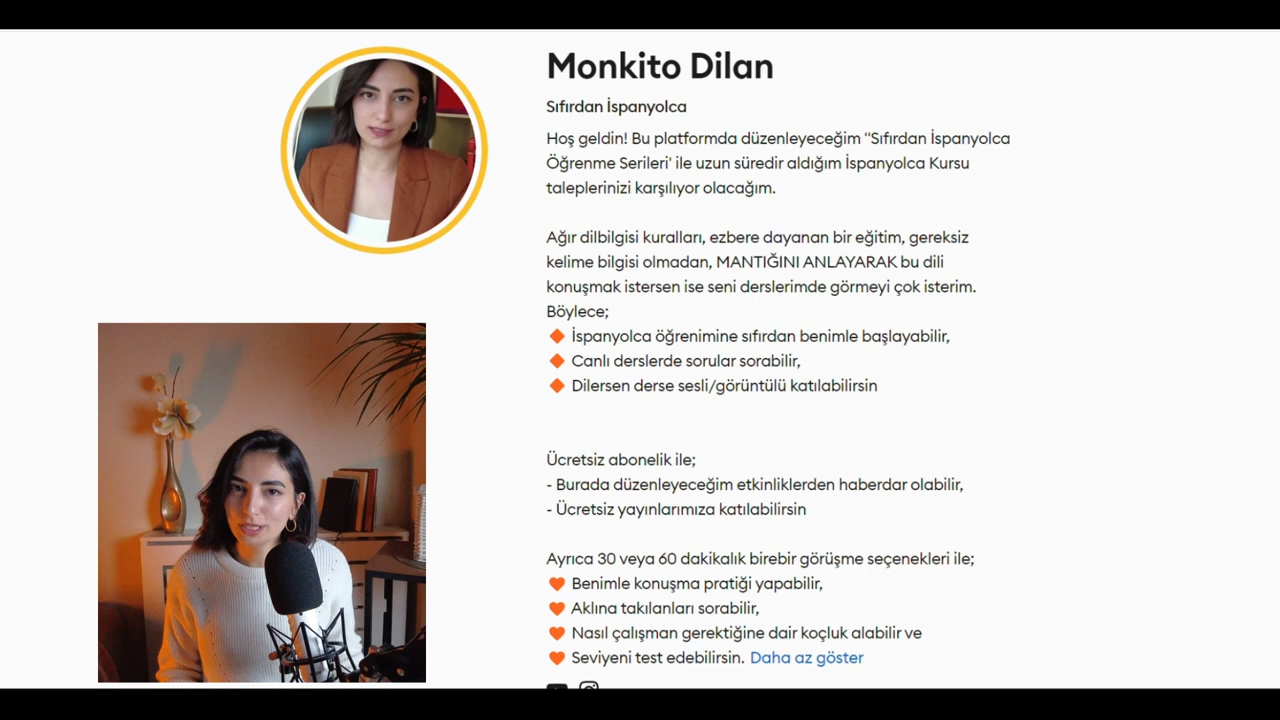 Monkito Dilan
Sıfırdan İspanyolca
Hoş geldin! Bu platformda düzenleyeceğim "Sıfırdan İspanyolca
Öğrenme Serileri' ile uzun süredir aldığım İspanyolca Kursu
taleplerinizi karşılıyor olacağım.
Ağır dilbilgisi kuralları, ezbere dayanan bir eğitim, gereksiz
kelime bilgisi olmadan, MANTIĞINI ANLAYARAK bu dili
konuşmak istersen ise seni derslerimde görmeyi çok isterim.
Böylece;
🔸 İspanyolca öğrenimine sıfırdan benimle başlayabilir,
🔸 Canlı derslerde sorular sorabilir,
🔸 Dilersen derse sesli/görüntülü katılabilirsin
Ücretsiz abonelik ile;
- Burada düzenleyeceğim etkinliklerden haberdar olabilir,
- Ücretsiz yayınlarımıza katılabilirsin
Ayrıca 30 veya 60 dakikalık birebir görüşme seçenekleri ile;
🧡 Benimle konuşma pratiği yapabilir,
🧡 Aklına takılanları sorabilir,
🧡 Nasıl çalışman gerektiğine dair koçluk alabilir ve
🧡 Seviyeni test edebilirsin. Daha az göster